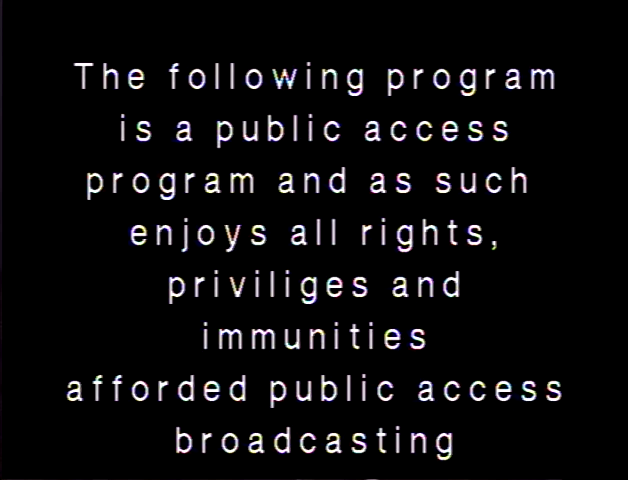 The following program
is a public access
program and as such
enjoys all rights,
priviliges and
immunities
afforded public access
broadcasting